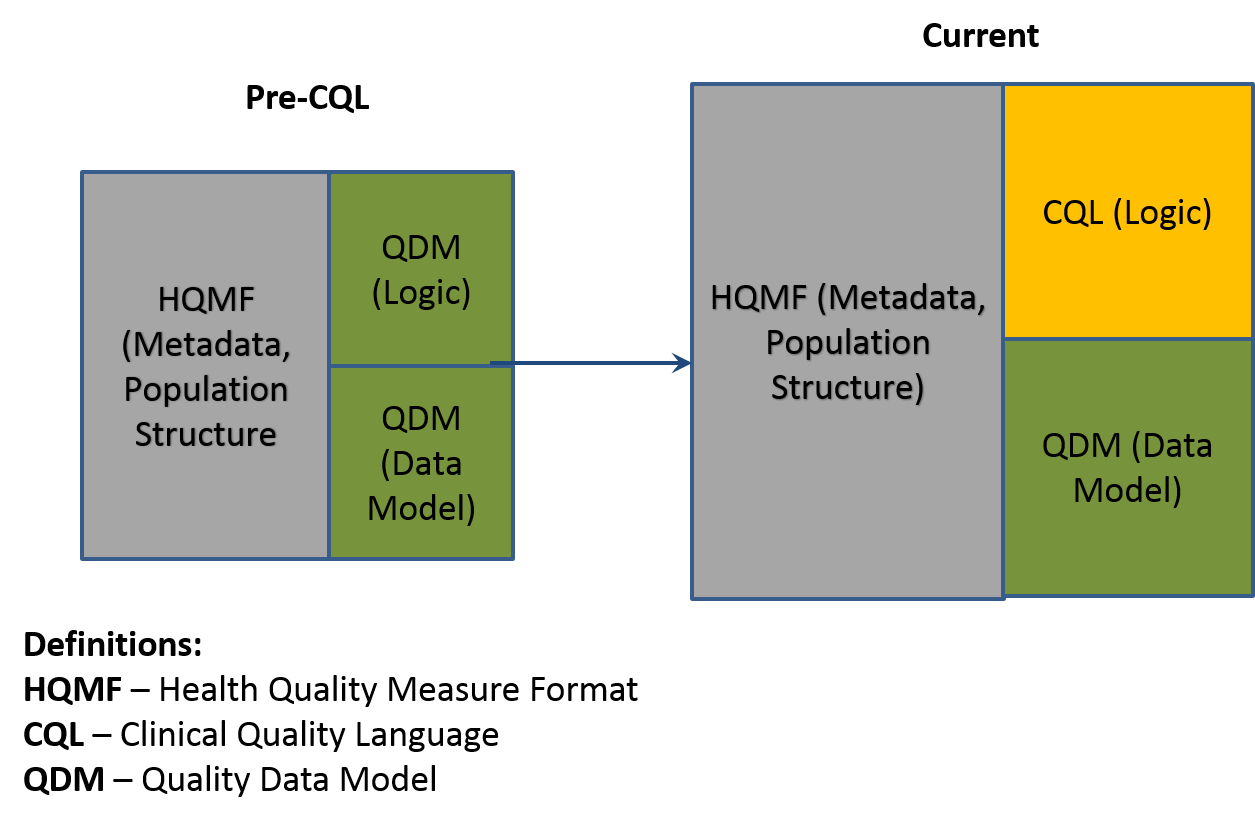 Current
Pre-CQL
HQMF
(Metadata,
Population
Structure
QDM
(Logic)
QDM
(Data
Model)
HQMF (Metadata,
Population
Structure)
CQL (Logic)
QDM (Data
Model)
Definitions:
HQMF – Health Quality Measure Format
CQL – Clinical Quality Language
QDM – Quality Data Model